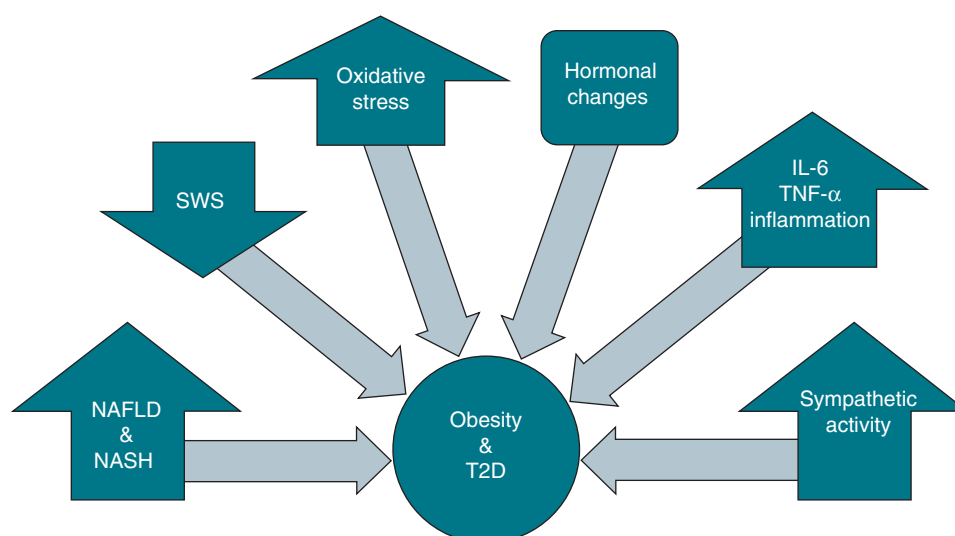 Oxidative
stress
Hormonal
changes
SWS
IL-6
TNF-α
inflammation
NAFLD
&
NASH
Obesity
&
T2D
Sympathetic
activity